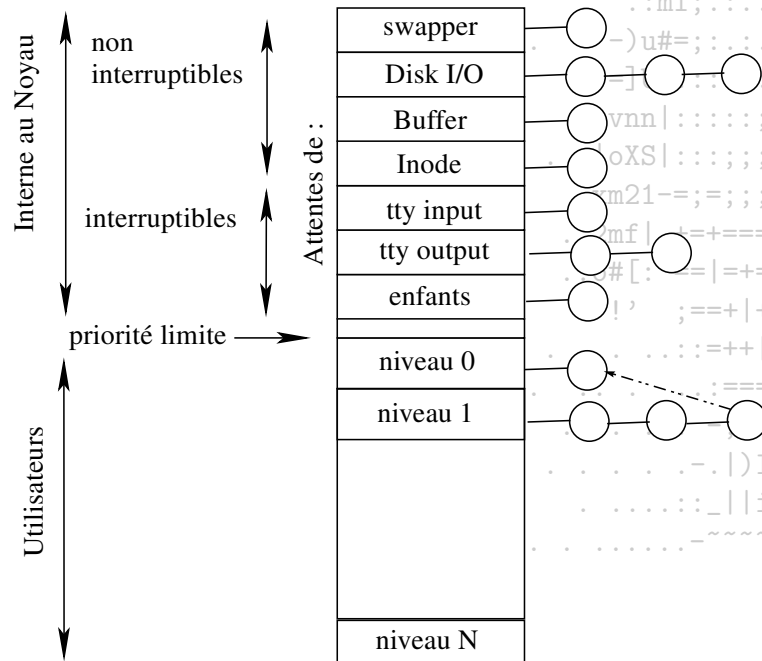 swapper
non
interruptibles
Disk I/O
Buffer
Inode
interruptibles
tty input
tty output
enfants
Interne au Noyau
Attentes de :
priorité limite
niveau 0
niveau 1
Utilisateurs
niveau N